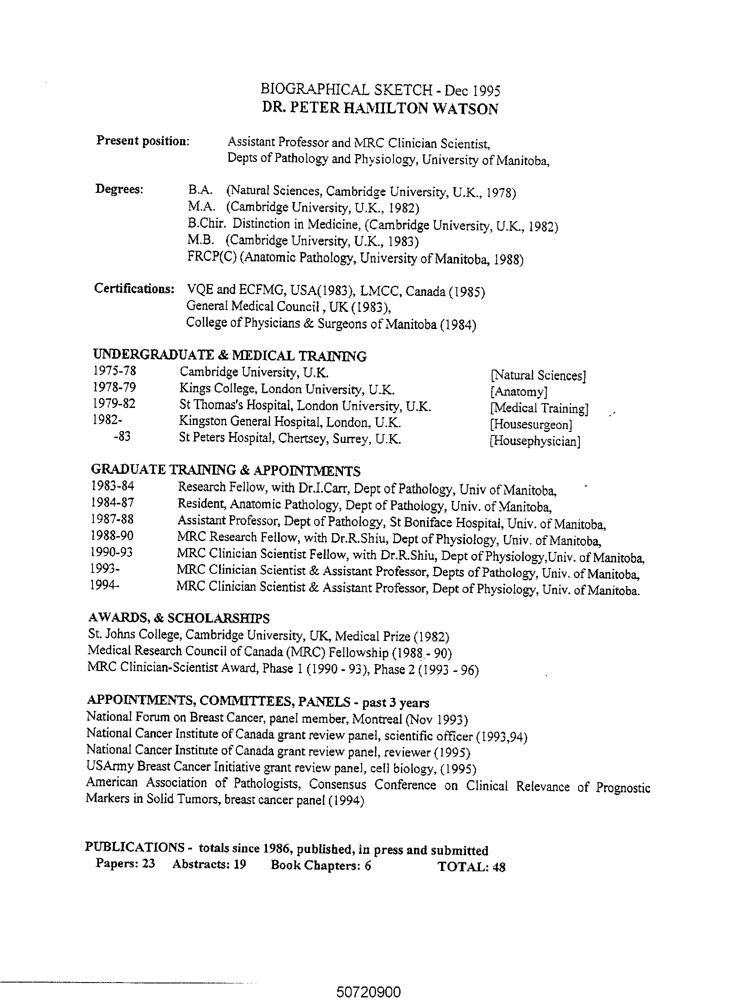 BIOGRAPHICAL SKETCH - Dec 1995
DR. PETER HAMILTON WATSON
Present position: Assistant Professor and MRC Clinician Scientist,
Depts of Pathology and Physiology, University of Manitoba,
Degrees: B.A. (Natural Sciences, Cambridge University, U.K., 1978)
M.A. (Cambridge University, U.K., 1982)
B.Chir. Distinction in Medicine, (Cambridge University, U.K., 1982)
M.B. (Cambridge University, U.K., 1983)
FRCP(C) (Anatomic Pathology, University of Manitoba, 1988)
Certifications: VQE and ECFMG, USA(1983), LMCC, Canada (1985)
General Medical Council , UK (1983),
College of Physicians & Surgeons of Manitoba (1984)
UNDERGRADUATE & MEDICAL TRAINING
1975-78 Cambridge University, U.K. [Natural Sciences]
1978-79 Kings College, London University, U.K. [Anatomy]
1979-82 St Thomas's Hospital, London University, U.K. [Medical Training]
1982- Kingston General Hospital, London, U.K. [Housesurgeon]
-83 St Peters Hospital, Chertsey, Surrey, U.K. [Housephysician]
GRADUATE TRAINING & APPOINTMENTS
1983-84 Research Fellow, with Dr.I.Carr, Dept of Pathology, Univ of Manitoba,
1984-87 Resident, Anatomic Pathology, Dept of Pathology, Univ. of Manitoba,
1987-88 Assistant Professor, Dept of Pathology, St Boniface Hospital, Univ. of Manitoba,
1988-90 MRC Research Fellow, with Dr.R.Shiu, Dept of Physiology, Univ. of Manitoba,
1990-93 MRC Clinician Scientist Fellow, with Dr.R.Shiu, Dept of Physiology,Univ. of Manitoba,
1993- MRC Clinician Scientist & Assistant Professor, Depts of Pathology, Univ. of Manitoba,
1994- MRC Clinician Scientist & Assistant Professor, Dept of Physiology, Univ. of Manitoba.
AWARDS, & SCHOLARSHIPS
St. Johns College, Cambridge University, UK, Medical Prize (1982)
Medical Research Council of Canada (MRC) Fellowship (1988 - 90)
MRC Clinician-Scientist Award, Phase 1 (1990 - 93), Phase 2 (1993 - 96)
APPOINTMENTS, COMMITTEES, PANELS - past 3 years
National Forum on Breast Cancer, panel member, Montreal (Nov 1993)
National Cancer Institute of Canada grant review panel, scientific officer (1993,94)
National Cancer Institute of Canada grant review panel, reviewer (1995)
USArmy Breast Cancer Initiative grant review panel, cell biology, (1995)
American Association of Pathologists, Consensus Conference on Clinical Relevance of Prognostic
Markers in Solid Tumors, breast cancer panel (1994)
PUBLICATIONS - totals since 1986, published, in press and submitted
Papers: 23 Abstracts: 19 Book Chapters: 6 TOTAL: 48
50720900